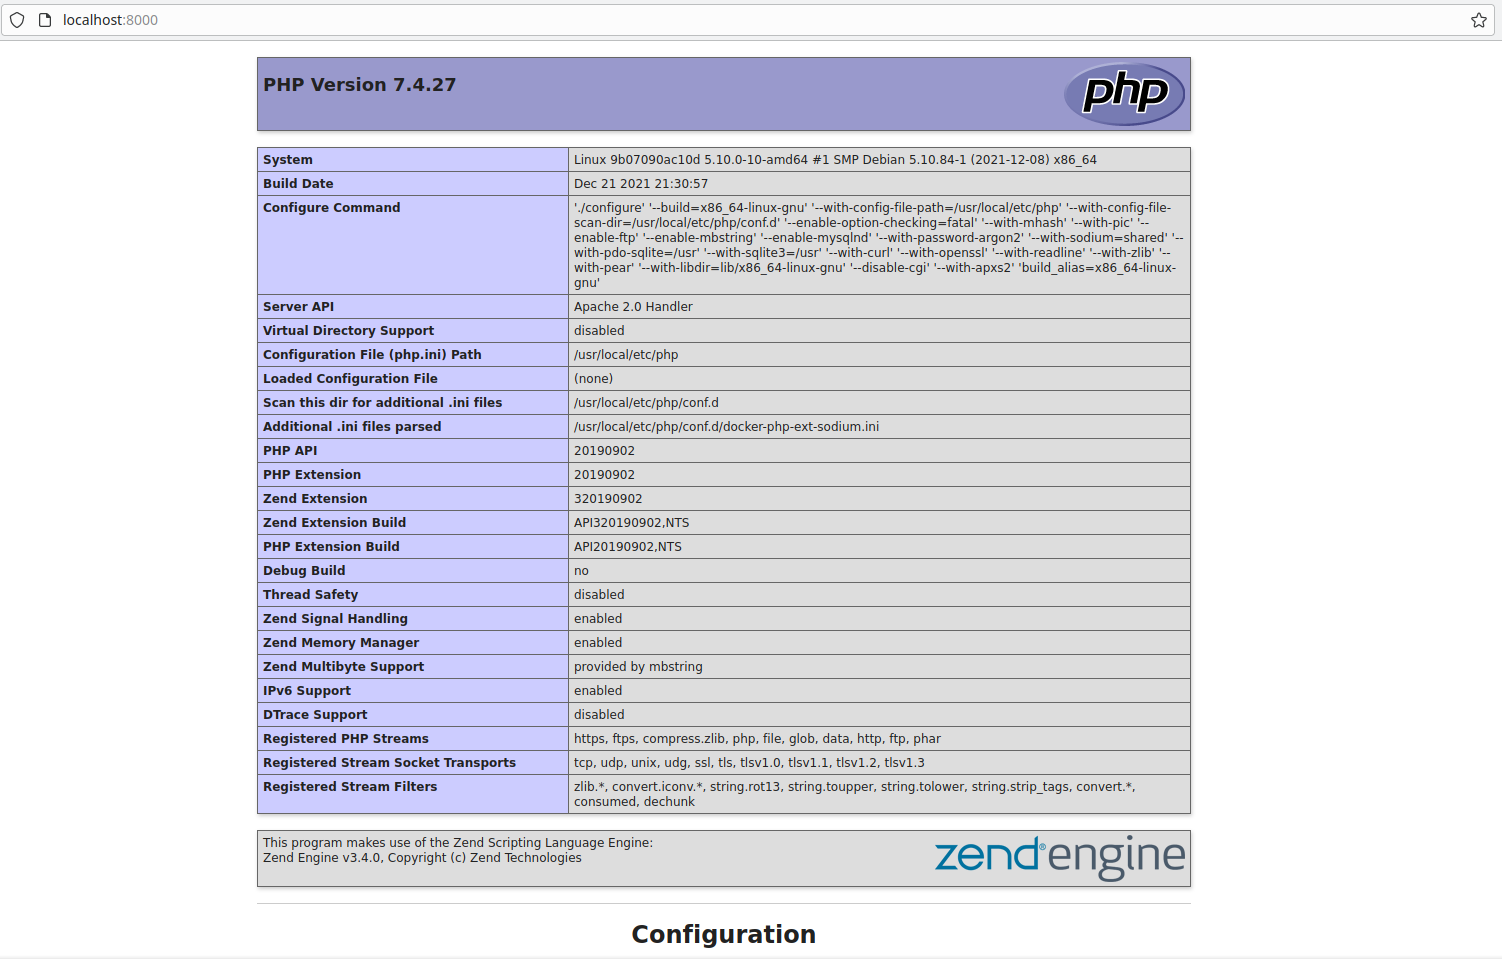 localhost:8000
PHP Version 7.4.27
php
System Linux 9b07090ac10d 5.10.0-10-amd64 #1 SMP Debian 5.10.84-1 (2021-12-08) x86_64
Build Date Dec 21 2021 21:30:57
Configure Command './configure' '--build=x86_64-linux-gnu' '--with-config-file-path=/usr/local/etc/php' '--with-config-file-
scan-dir=/usr/local/etc/php/conf.d' '--enable-option-checking=fatal' '--with-mhash' '--with-pic' '--
enable-ftp' '--enable-mbstring' '--enable-mysqlnd' '--with-password-argon2' '--with-sodium=shared' '--
with-pdo-sqlite=/usr' '--with-sqlite3=/usr' '--with-curl' '--with-openssl' '--with-readline' '--with-zlib' '--
with-pear' '--with-libdir=lib/x86_64-linux-gnu' '--disable-cgi' '--with-apxs2' 'build_alias=x86_64-linux-
gnu'
Server API Apache 2.0 Handler
Virtual Directory Support disabled
Configuration File (php.ini) Path /usr/local/etc/php
Loaded Configuration File (none)
Scan this dir for additional .ini files /usr/local/etc/php/conf.d
Additional .ini files parsed /usr/local/etc/php/conf.d/docker-php-ext-sodium.ini
PHP API 20190902
PHP Extension 20190902
Zend Extension 320190902
Zend Extension Build API320190902,NTS
PHP Extension Build API20190902,NTS
Debug Build no
Thread Safety disabled
Zend Signal Handling enabled
Zend Memory Manager enabled
Zend Multibyte Support provided by mbstring
IPv6 Support enabled
DTrace Support disabled
Registered PHP Streams https, ftps, compress.zlib, php, file, glob, data, http, ftp, phar
Registered Stream Socket Transports tcp, udp, unix, udg, ssl, tls, tlsv1.0, tlsv1.1, tlsv1.2, tlsv1.3
Registered Stream Filters zlib.*, convert.iconv.*, string.rot13, string.toupper, string.tolower, string.strip_tags, convert.*,
consumed, dechunk
This program makes use of the Zend Scripting Language Engine:
Zend Engine v3.4.0, Copyright (c) Zend Technologies
zend® engine
Configuration